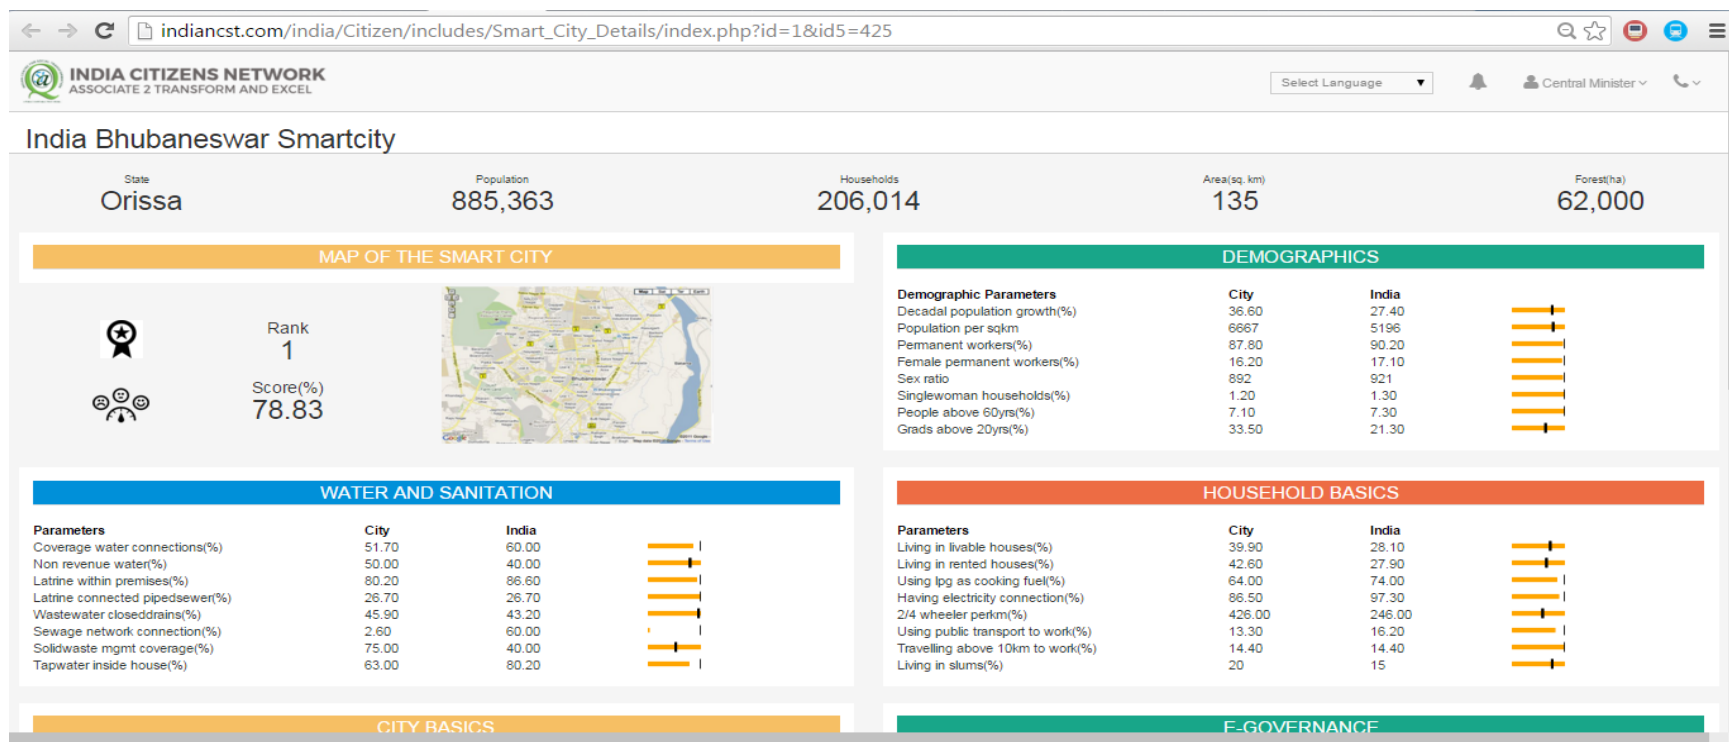 indiancst.com/india/Citizen/includes/Smart_City_Details/index.php?id=1&id5=425
INDIA CITIZENS NETWORK
ASSOCIATE 2 TRANSFORM AND EXCEL
Select Language
Central Minister
India Bhubaneswar Smartcity
State Population Households Area(sq. km) Forest(ha)
Orissa 885,363 206,014 135 62,000
MAP OF THE SMART CITY
Rank
1
Score(%)
78.83
DEMOGRAPHICS
Demographic Parameters City India
Decadal population growth(%) 36.60 27.40
Population per sqkm 6667 5196
Permanent workers(%) 87.80 90.20
Female permanent workers(%) 16.20 17.10
Sex ratio 892 921
Singlewoman households(%) 1.20 1.30
People above 60yrs(%) 7.10 7.30
Grads above 20yrs(%) 33.50 21.30
WATER AND SANITATION
Parameters City India
Coverage water connections(%) 51.70 60.00
Non revenue water(%) 50.00 40.00
Latrine within premises(%) 80.20 86.60
Latrine connected pipedsewer(%) 26.70 26.70
Wastewater closeddrains(%) 45.90 43.20
Sewage network connection(%) 2.60 60.00
Solidwaste mgmt coverage(%) 75.00 40.00
Tapwater inside house(%) 63.00 80.20
HOUSEHOLD BASICS
Parameters City India
Living in livable houses(%) 39.90 28.10
Living in rented houses(%) 42.60 27.90
Using lpg as cooking fuel(%) 64.00 74.00
Having electricity connection(%) 86.50 97.30
2/4 wheeler perkm(%) 426.00 246.00
Using public transport to work(%) 13.30 16.20
Travelling above 10km to work(%) 14.40 14.40
Living in slums(%) 20 15
CITY BASICS
E-GOVERNANCE